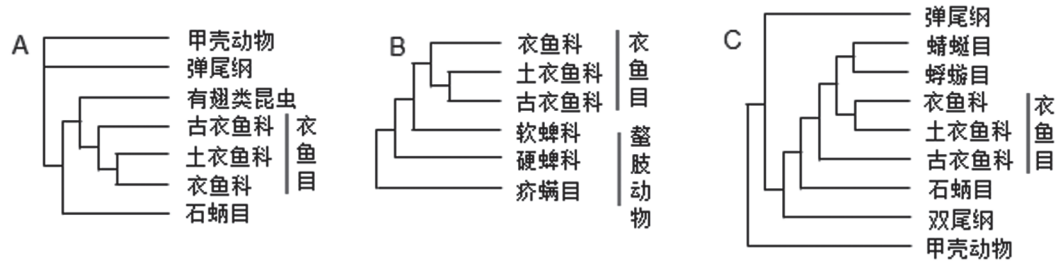 A
甲壳动物
弹尾纲
有翅类昆虫
古衣鱼科
土衣鱼科
衣鱼科
石蛃目
衣鱼目
B
衣鱼科
土衣鱼科
古衣鱼科
软蜱科
硬蜱科
疥螨目
衣鱼目
螯肢动物
C
弹尾纲
蜻蜓目
蜉蝣目
衣鱼科
土衣鱼科
古衣鱼科
石蛃目
双尾纲
甲壳动物
衣鱼目